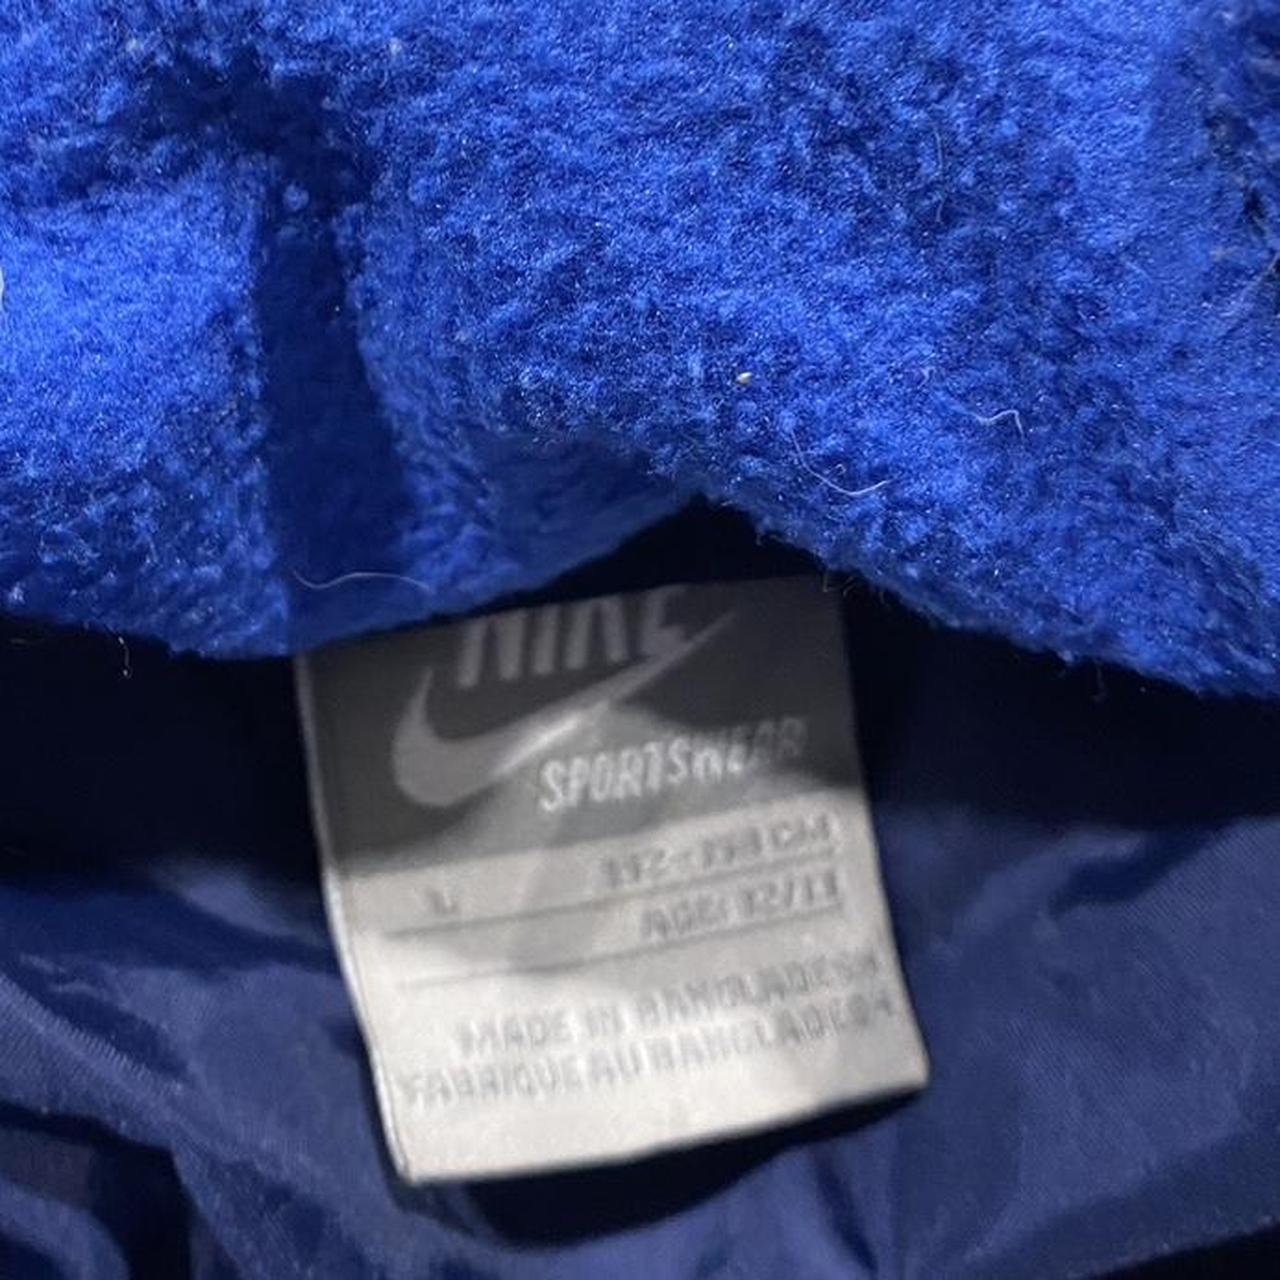 NIKE
SPORTSWEAR
L
AGE: 12/13
MADE IN BANGLADESH
FABRIQUE AU BANGLADESH